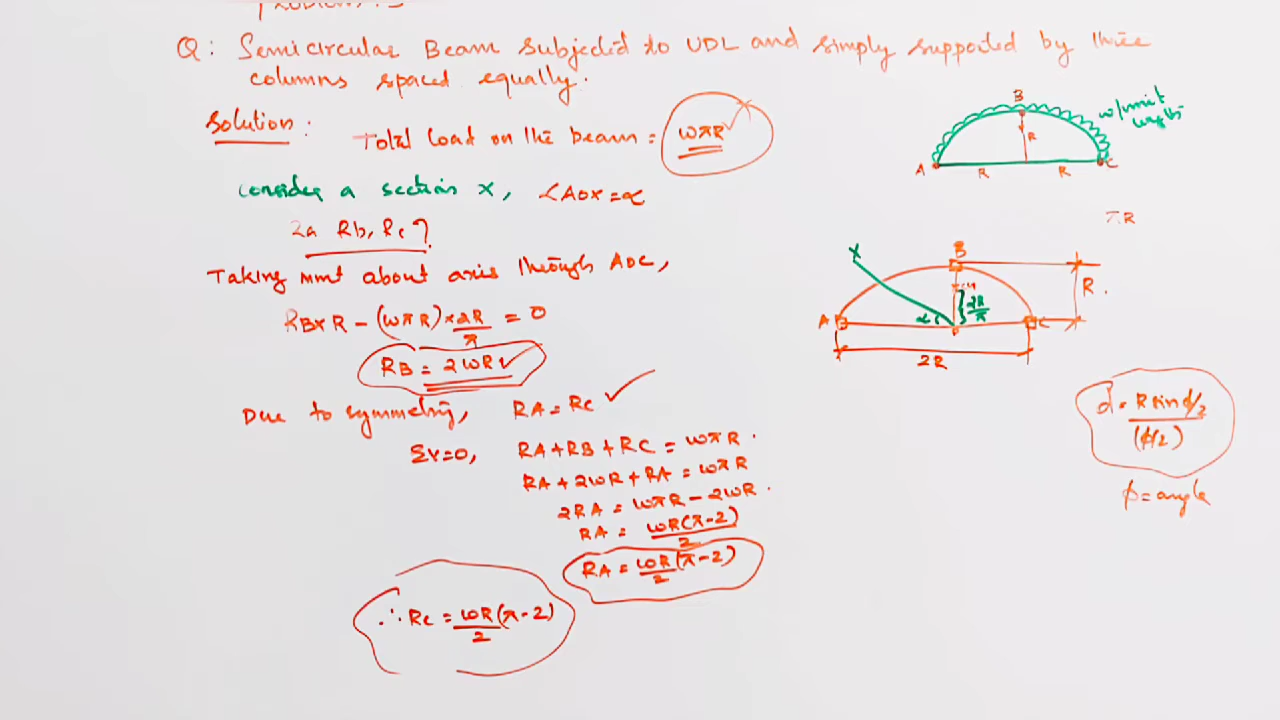 Q: Semicircular Beam subjected to UDL and simply supported by three
columns spaced equally.
Solution: Total load on the beam = wπR
Consider a section X, ∠AOX = α
Ra Rb, Rc?
Taking mmt about axis through AOC,
RB×R - (wπR) × 2R/π = 0
RB = 2wR
Due to symmetry, RA = RC
Σv=0, RA + RB + RC = wπR
RA + 2wR + RA = wπR
2RA = wπR - 2wR
RA = wR(π-2)/2
RA = wR/2 (π-2)
∴ Rc = wR/2 (π-2)
B
w/unit
R
A R R C
πR
X B
R
2R/π
α
A C
2R
d = R sin ϕ/2 / (ϕ/2)
ϕ = angle